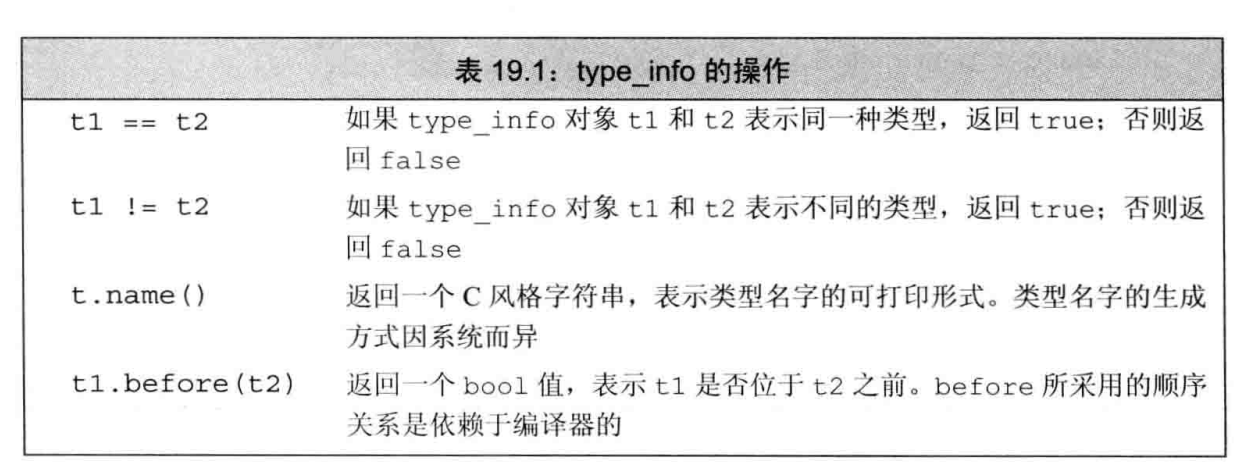 表 19.1：type_info 的操作
t1 == t2 如果 type_info 对象 t1 和 t2 表示同一种类型，返回 true；否则返
回 false
t1 != t2 如果 type_info 对象 t1 和 t2 表示不同的类型，返回 true；否则返
回 false
t.name() 返回一个 C 风格字符串，表示类型名字的可打印形式。类型名字的生成
方式因系统而异
t1.before(t2) 返回一个 bool 值，表示 t1 是否位于 t2 之前。before 所采用的顺序
关系是依赖于编译器的